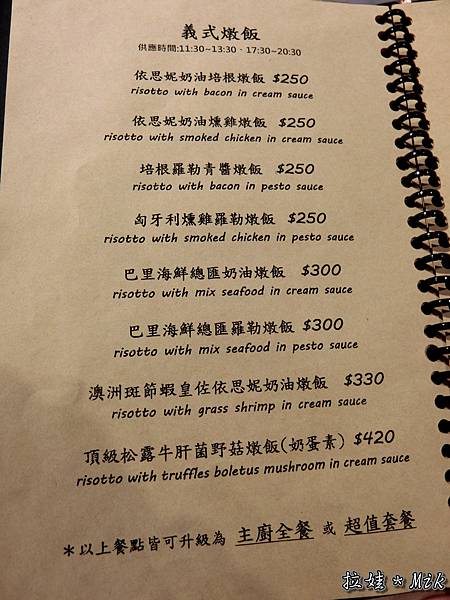 義式燉飯
供應時間:11:30~13:30、17:30~20:30
依思妮奶油培根燉飯 $250
risotto with bacon in cream sauce
依思妮奶油燻雞燉飯 $250
risotto with smoked chicken in cream sauce
培根羅勒青醬燉飯 $250
risotto with bacon in pesto sauce
匈牙利燻雞羅勒燉飯 $250
risotto with smoked chicken in pesto sauce
巴里海鮮總匯奶油燉飯 $300
risotto with mix seafood in cream sauce
巴里海鮮總匯羅勒燉飯 $300
risotto with mix seafood in pesto sauce
澳洲斑節蝦皇佐依思妮奶油燉飯 $330
risotto with grass shrimp in cream sauce
頂級松露牛肝菌野菇燉飯(奶蛋素) $420
risotto with truffles boletus mushroom in cream sauce
*以上餐點皆可升級為 主廚全餐 或 超值套餐
拉娃*M2k